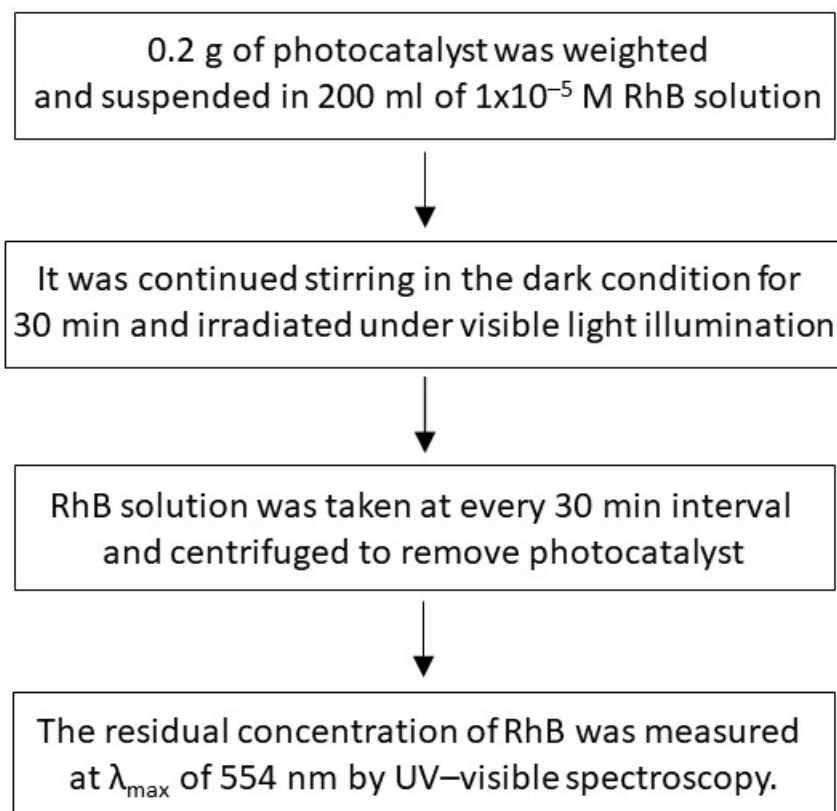 0.2 g of photocatalyst was weighted
and suspended in 200 ml of 1x10⁻⁵ M RhB solution
It was continued stirring in the dark condition for
30 min and irradiated under visible light illumination
RhB solution was taken at every 30 min interval
and centrifuged to remove photocatalyst
The residual concentration of RhB was measured
at λmax of 554 nm by UV–visible spectroscopy.